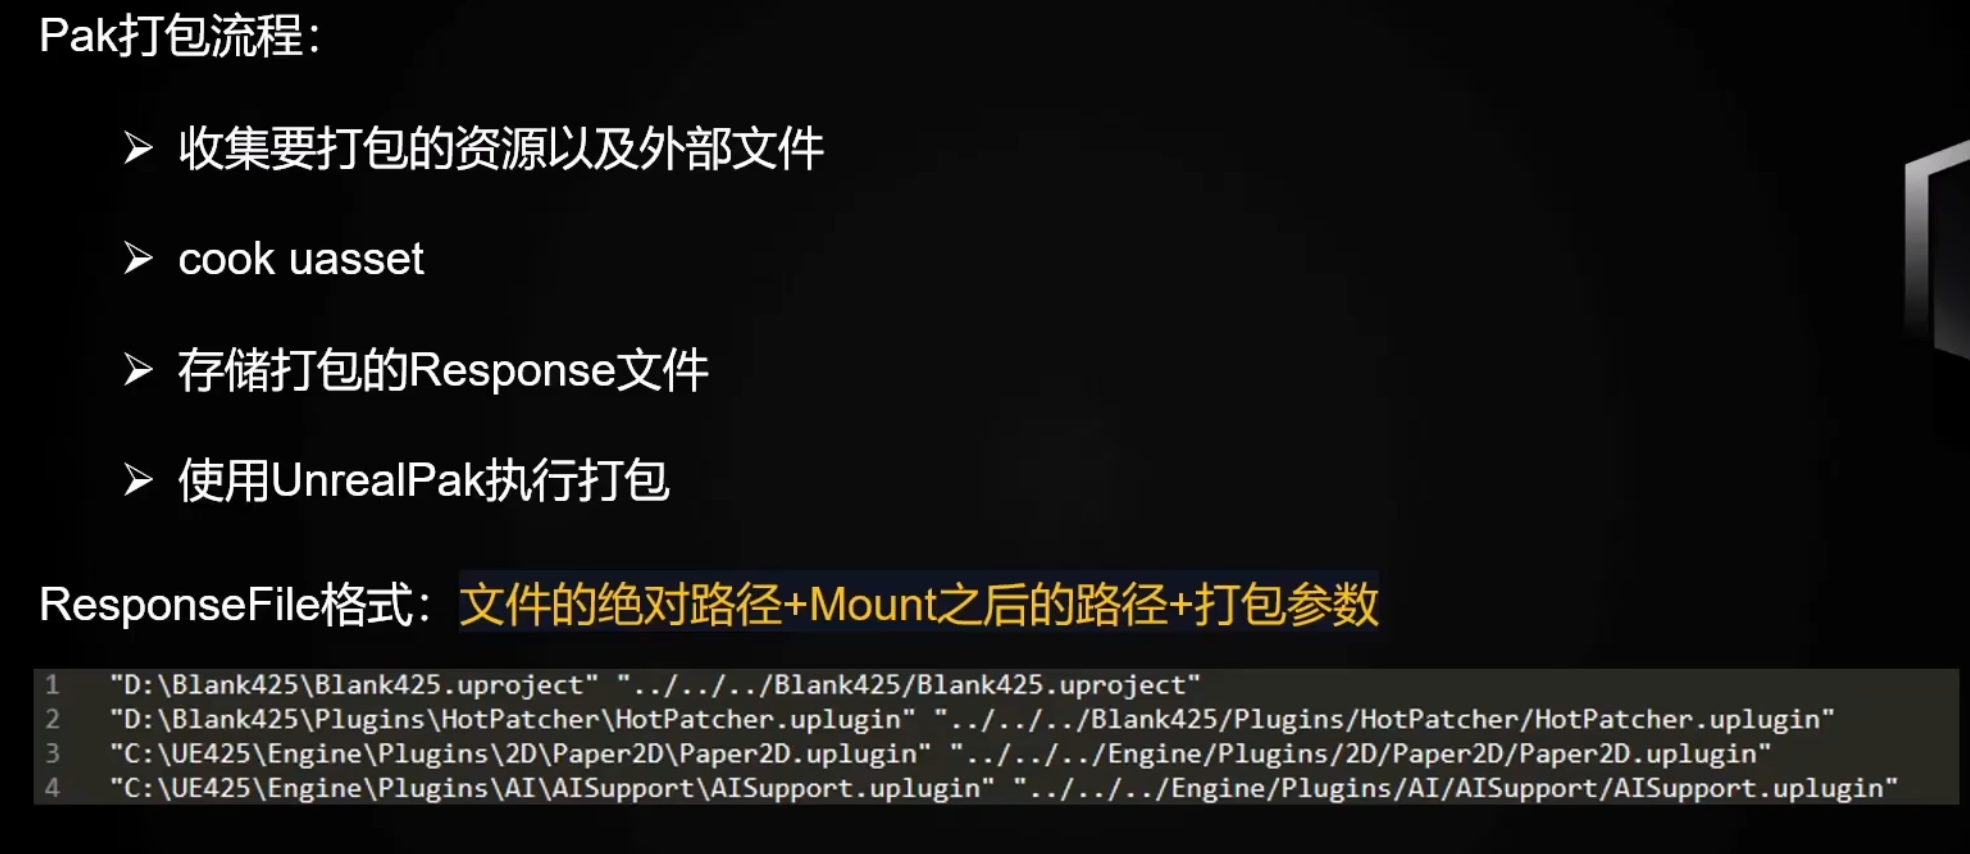 Pak打包流程：
➢ 收集要打包的资源以及外部文件
➢ cook uasset
➢ 存储打包的Response文件
➢ 使用UnrealPak执行打包
ResponseFile格式：文件的绝对路径+Mount之后的路径+打包参数
1 "D:\Blank425\Blank425.uproject" "../../../Blank425/Blank425.uproject"
2 "D:\Blank425\Plugins\HotPatcher\HotPatcher.uplugin" "../../../Blank425/Plugins/HotPatcher/HotPatcher.uplugin"
3 "C:\UE425\Engine\Plugins\2D\Paper2D\Paper2D.uplugin" "../../../Engine/Plugins/2D/Paper2D/Paper2D.uplugin"
4 "C:\UE425\Engine\Plugins\AI\AISupport\AISupport.uplugin" "../../../Engine/Plugins/AI/AISupport/AISupport.uplugin"